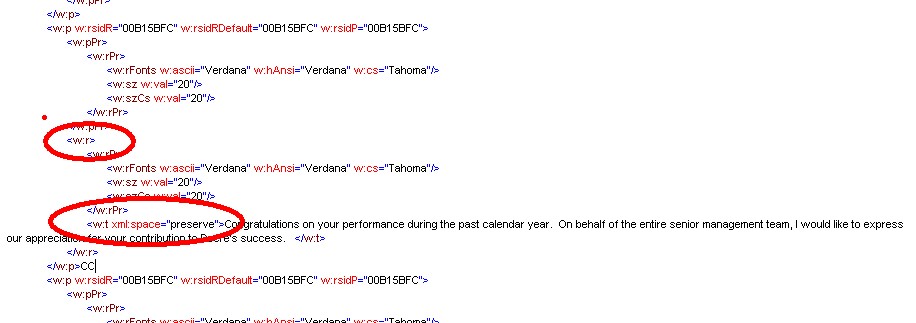 </w:pPr>
</w:p>
<w:p w:rsidR="00B15BFC" w:rsidRDefault="00B15BFC" w:rsidP="00B15BFC">
<w:pPr>
<w:rPr>
<w:rFonts w:ascii="Verdana" w:hAnsi="Verdana" w:cs="Tahoma"/>
<w:sz w:val="20"/>
<w:szCs w:val="20"/>
</w:rPr>
</w:pPr>
<w:r>
<w:rPr>
<w:rFonts w:ascii="Verdana" w:hAnsi="Verdana" w:cs="Tahoma"/>
<w:sz w:val="20"/>
<w:szCs w:val="20"/>
</w:rPr>
<w:t xml:space="preserve">Congratulations on your performance during the past calendar year.  On behalf of the entire senior management team, I would like to express
our appreciation for your contribution to Deere's success.   </w:t>
</w:r>
</w:p>CC
<w:p w:rsidR="00B15BFC" w:rsidRDefault="00B15BFC" w:rsidP="00B15BFC">
<w:pPr>
<w:rPr>
<w:rFonts w:ascii="Verdana" w:hAnsi="Verdana" w:cs="Tahoma"/>